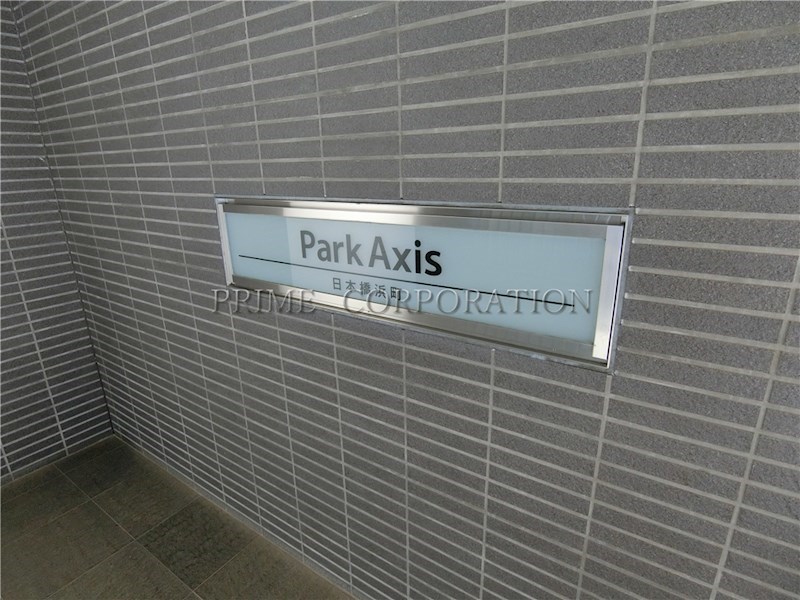 Park Axis
日本橋浜町
PRIME CORPORATION